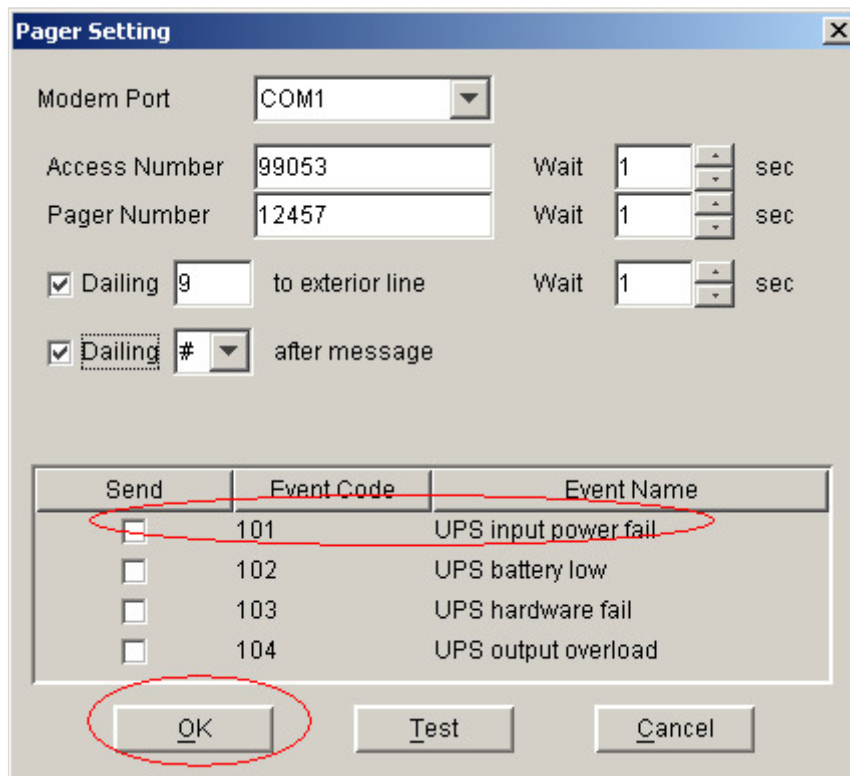 Pager Setting
Modem Port COM1
Access Number 99053 Wait 1 sec
Pager Number 12457 Wait 1 sec
Dailing 9 to exterior line Wait 1 sec
Dailing # after message
Send Event Code Event Name
101 UPS input power fail
102 UPS battery low
103 UPS hardware fail
104 UPS output overload
OK Test Cancel